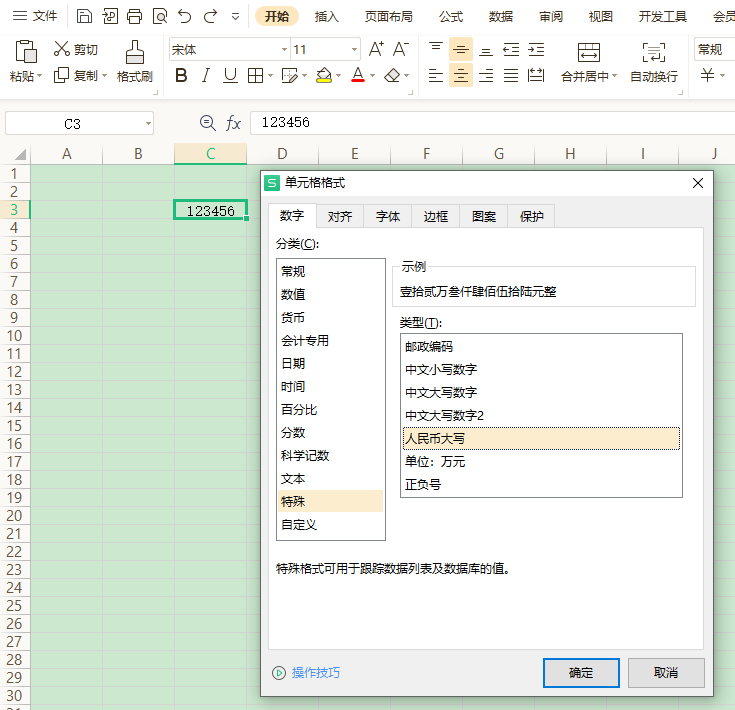 文件 开始 插入 页面布局 公式 数据 审阅 视图 开发工具 会员
剪切 宋体 11 A+ A- 常规
粘贴 复制 格式刷 B I U A 合并居中 自动换行 ¥
C3 fx 123456
A B C D E F G H I J
1
2
3 123456
4
5
6
7
8
9
10
11
12
13
14
15
16
17
18
19
20
21
22
23
24
25
26
27
28
29
30
S 单元格格式
数字 对齐 字体 边框 图案 保护
分类(C):
常规
数值
货币
会计专用
日期
时间
百分比
分数
科学记数
文本
特殊
自定义
示例
壹拾贰万叁仟肆佰伍拾陆元整
类型(T):
邮政编码
中文小写数字
中文大写数字
中文大写数字2
人民币大写
单位：万元
正负号
特殊格式可用于跟踪数据列表及数据库的值。
操作技巧 确定 取消